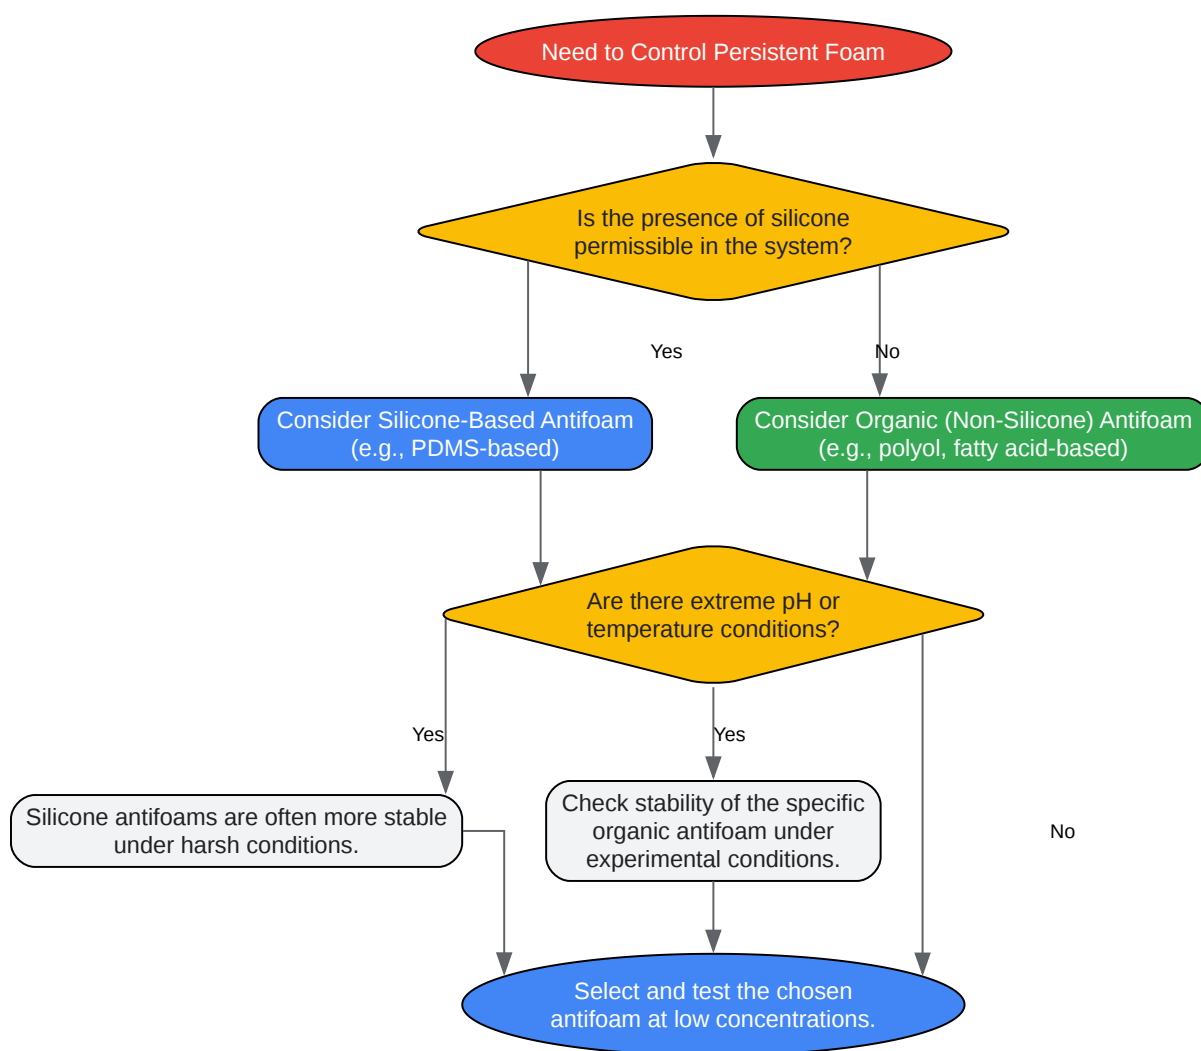 Need to Control Persistent Foam
Is the presence of silicone
permissible in the system?
Yes
No
Consider Silicone-Based Antifoam
(e.g., PDMS-based)
Consider Organic (Non-Silicone) Antifoam
(e.g., polyol, fatty acid-based)
Are there extreme pH or
temperature conditions?
Yes
Yes
Silicone antifoams are often more stable
under harsh conditions.
Check stability of the specific
organic antifoam under
experimental conditions.
No
Select and test the chosen
antifoam at low concentrations.